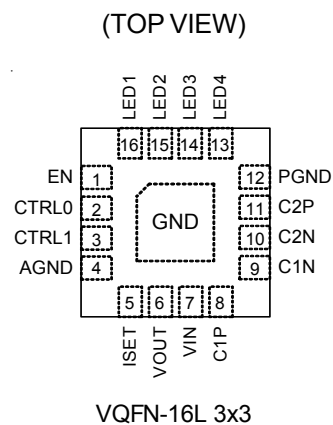 (TOP VIEW)
LED1
LED2
LED3
LED4
16
15
14
13
EN
1
12
PGND
CTRL0
2
11
C2P
GND
CTRL1
3
10
C2N
AGND
4
9
C1N
5
6
7
8
ISET
VOUT
VIN
C1P
VQFN-16L 3x3